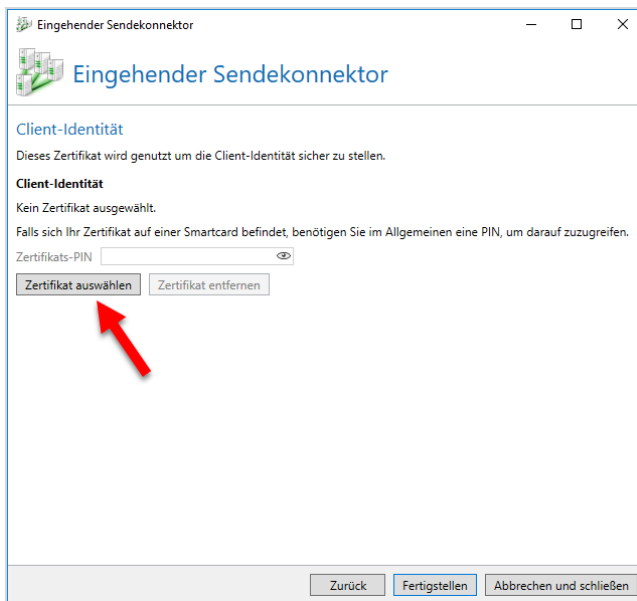 Eingehender Sendekonnektor
Eingehender Sendekonnektor
Client-Identität
Dieses Zertifikat wird genutzt um die Client-Identität sicher zu stellen.
Client-Identität
Kein Zertifikat ausgewählt.
Falls sich Ihr Zertifikat auf einer Smartcard befindet, benötigen Sie im Allgemeinen eine PIN, um darauf zuzugreifen.
Zertifikats-PIN
Zertifikat auswählen Zertifikat entfernen
Zurück Fertigstellen Abbrechen und schließen